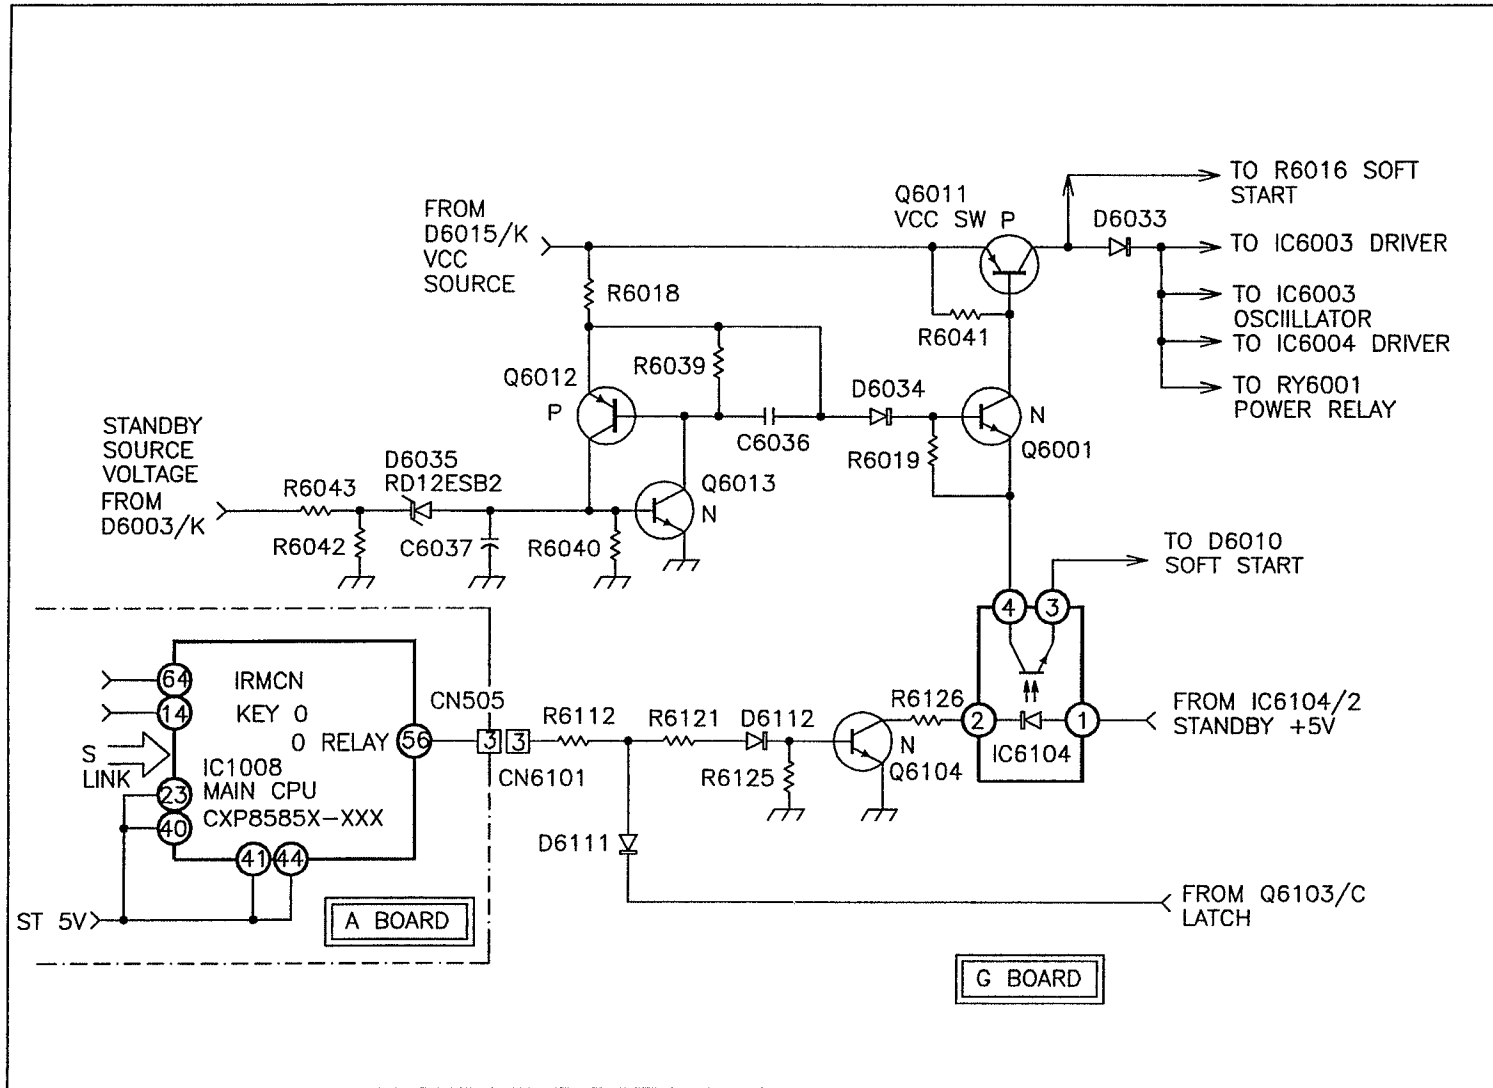 TO R6016 SOFT
START
Q6011
VCC SW P
D6033
FROM
D6015/K
VCC
SOURCE
TO IC6003 DRIVER
R6018
TO IC6003
OSCIILLATOR
R6041
TO IC6004 DRIVER
R6039
Q6012
P
D6034
TO RY6001
POWER RELAY
N
C6036
R6019
Q6001
STANDBY
SOURCE
VOLTAGE
FROM
D6003/K
D6035
RD12ESB2
R6043
Q6013
N
R6042
C6037
R6040
TO D6010
SOFT START
4
3
64
IRMCN
14
KEY 0
0 RELAY
56
CN505
3
3
CN6101
R6112
R6121
D6112
R6126
2
1
FROM IC6104/2
STANDBY +5V
S
LINK
IC1008
MAIN CPU
CXP8585X-XXX
23
40
41
44
R6125
N
Q6104
IC6104
D6111
FROM Q6103/C
LATCH
ST 5V
A BOARD
G BOARD